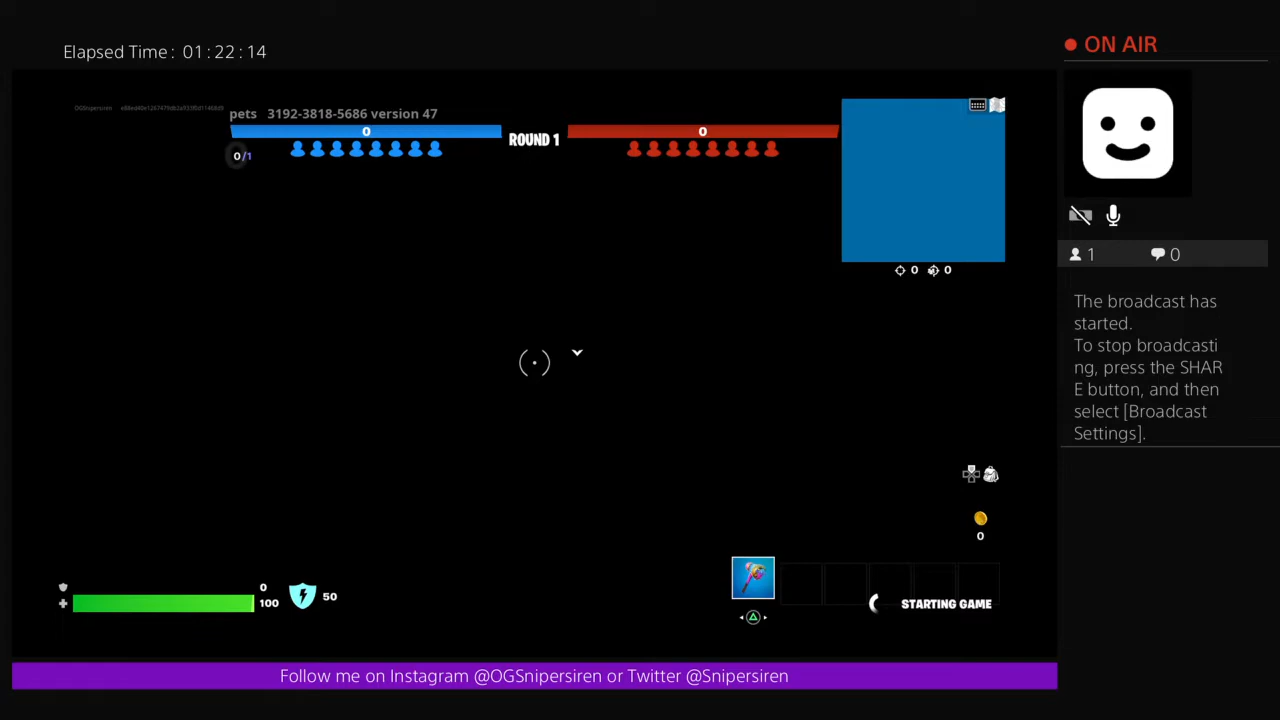 Elapsed Time: 01:22:14
ON AIR
OGSnipersiren
pets 3192-3818-5686 version 47
0
ROUND 1
0
0/1
0 0
1 0
The broadcast has
started.
To stop broadcasti
ng, press the SHAR
E button, and then
select [Broadcast
Settings].
0
0
100
50
STARTING GAME
Follow me on Instagram @OGSnipersiren or Twitter @Snipersiren